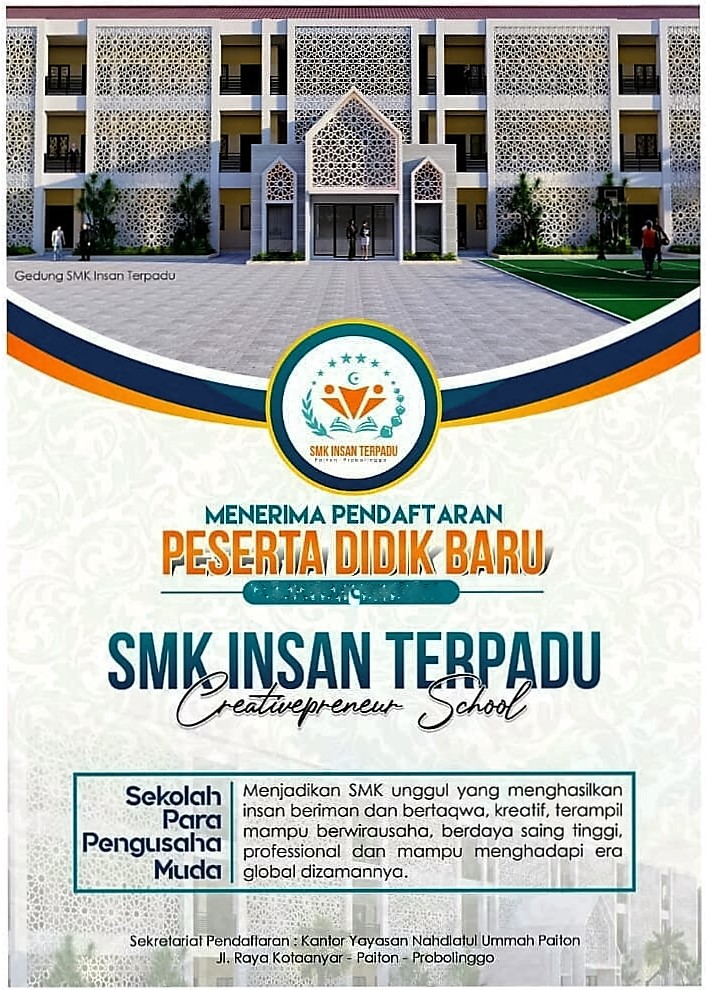 Gedung SMK Insan Terpadu
SMK INSAN TERPADU
Paiton Probolinggo
MENERIMA PENDAFTARAN
PESERTA DIDIK BARU
SMK INSAN TERPADU
Creativepreneur School
Sekolah
Para
Pengusaha
Muda
Menjadikan SMK unggul yang menghasilkan
insan beriman dan bertaqwa, kreatif, terampil
mampu berwirausaha, berdaya saing tinggi,
professional dan mampu menghadapi era
global dizamannya.
Sekretariat Pendaftaran : Kantor Yayasan Nahdlatul Ummah Paiton
Jl. Raya Kotaanyar - Paiton - Probolinggo